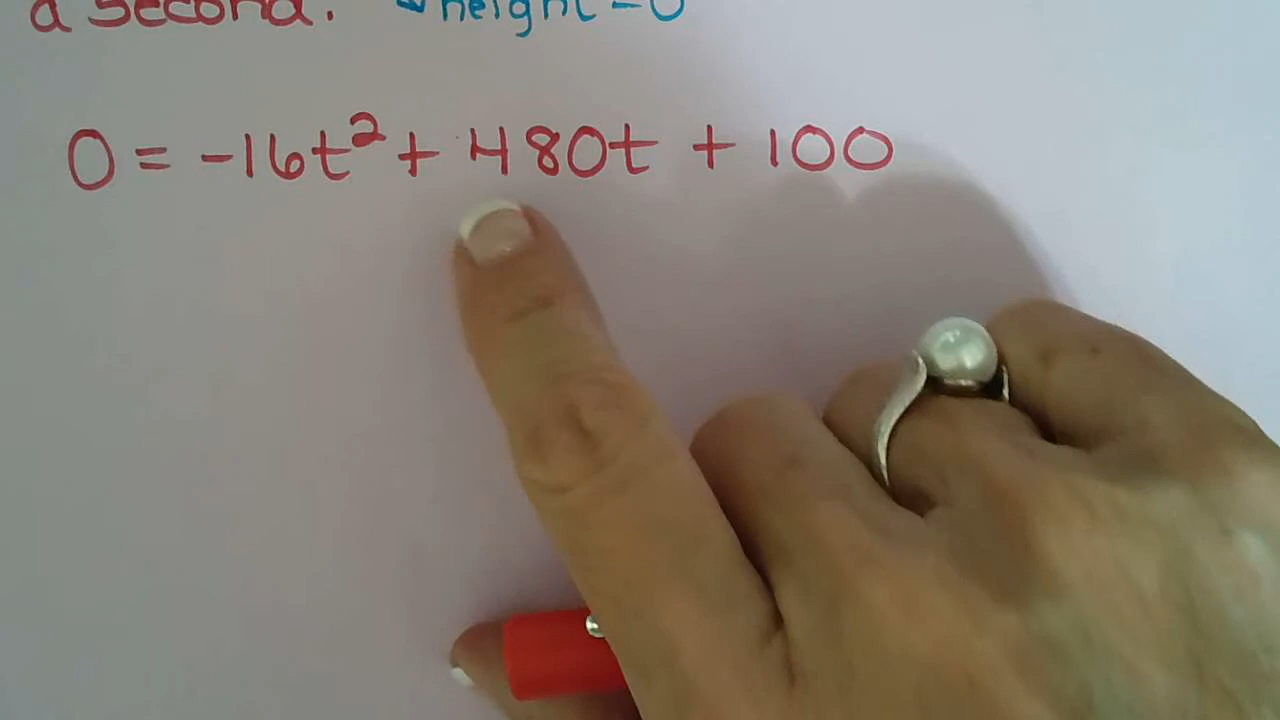 a second. height = 0
0 = -16t² + 480t + 100